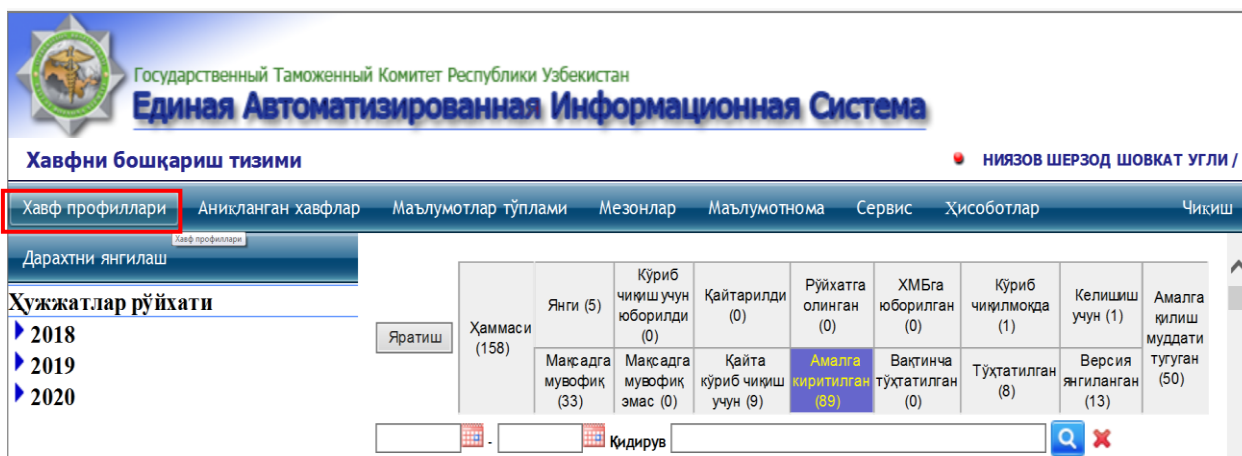 Государственный Таможенный Комитет Республики Узбекистан
Единая Автоматизированная Информационная Система
Хавфни бошқариш тизими
НИЯЗОВ ШЕРЗОД ШОВКАТ УГЛИ /
Хавф профиллари Аниқланган хавфлар Маълумотлар тўплами Мезонлар Маълумотнома Сервис Ҳисоботлар Чиқиш
Хавф профиллари
Дарахтни янгилаш
Ҳужжатлар рўйхати
2018
2019
2020
Яратиш
Ҳаммаси
(158)
Янги (5)
Кўриб
чиқиш учун
юборилди
(0)
Қайтарилди
(0)
Рўйхатга
олинган
(0)
ХМБга
юборилган
(0)
Кўриб
чиқилмоқда
(1)
Келишиш
учун (1)
Амалга
қилиш
муддати
тугуган
(50)
Мақсадга
мувофиқ
(33)
Мақсадга
мувофиқ
эмас (0)
Қайта
кўриб чиқиш
учун (9)
Амалга
киритилган
(89)
Вақтинча
тўхтатилган
(0)
Тўхтатилган
(8)
Версия
янгиланган
(13)
- Қидирув